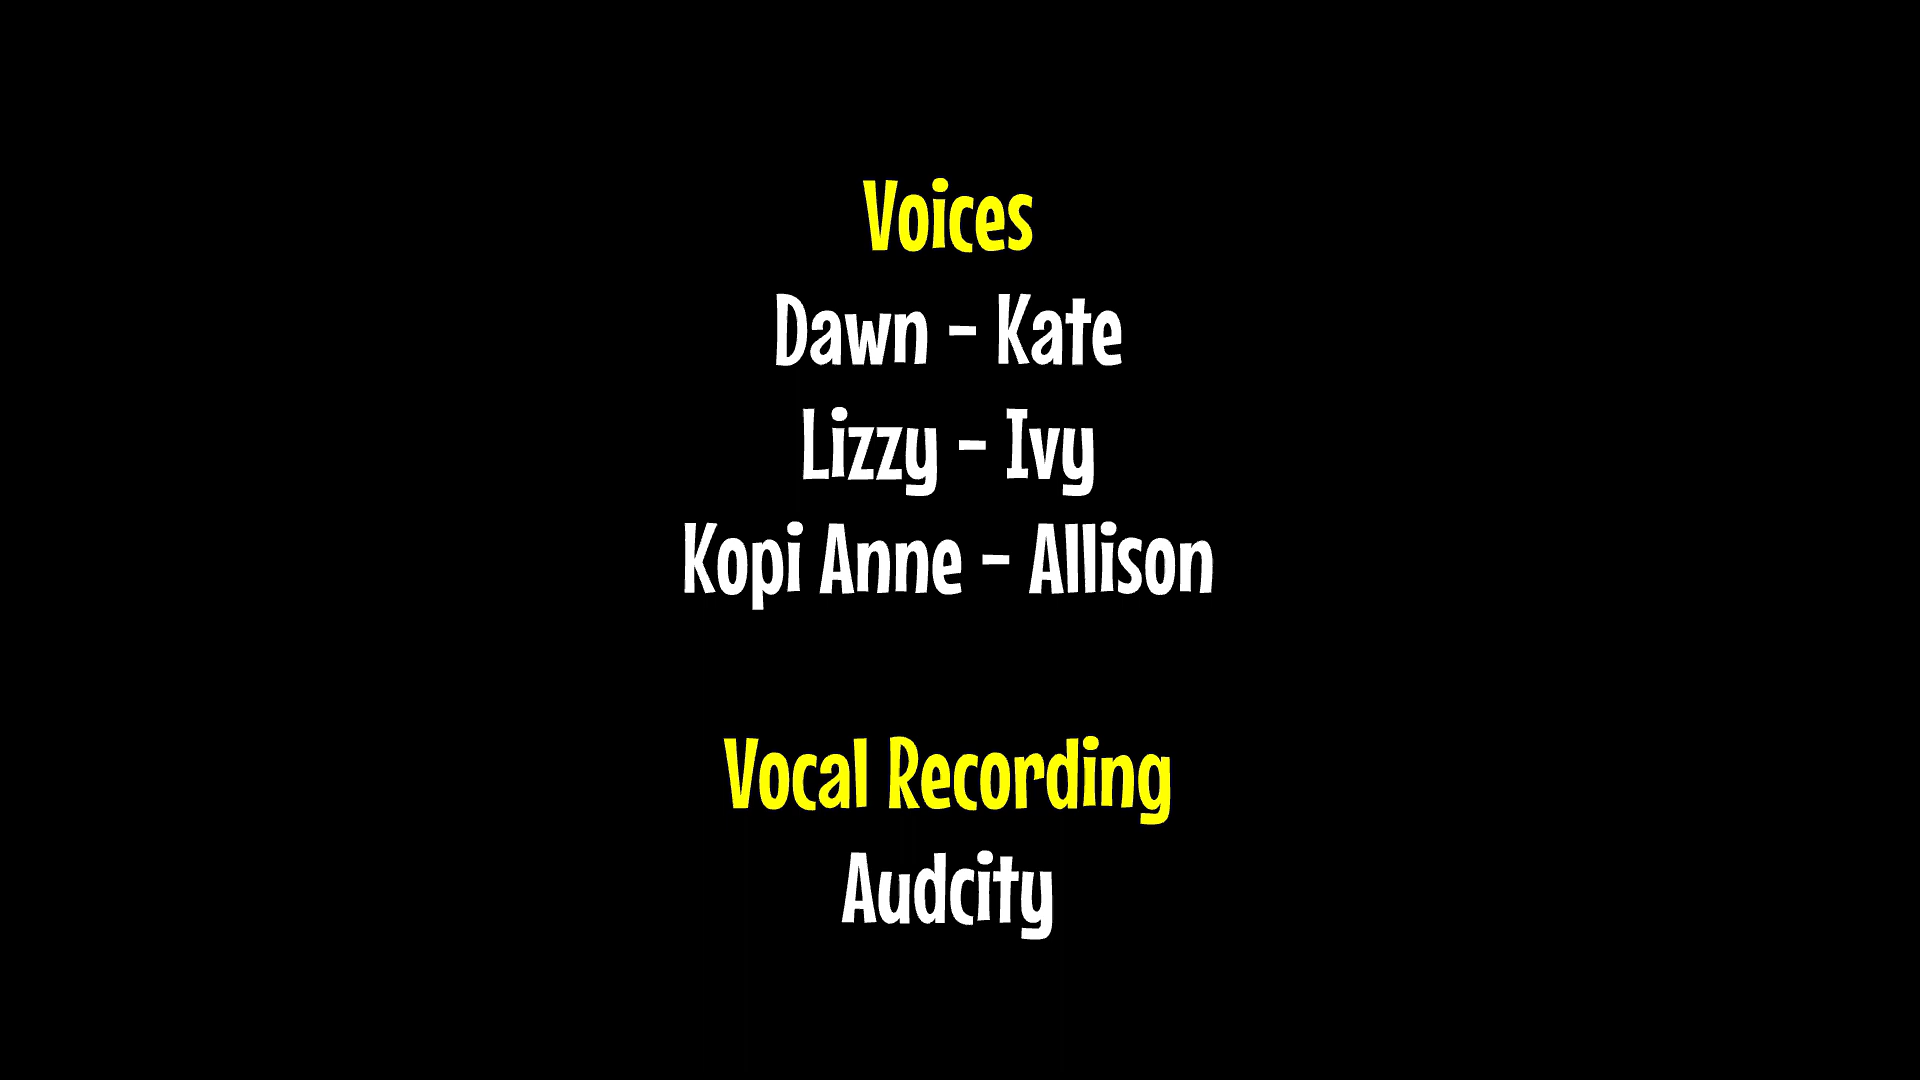 Voices
Dawn - Kate
Lizzy - Ivy
Kopi Anne - Allison
Vocal Recording
Audcity